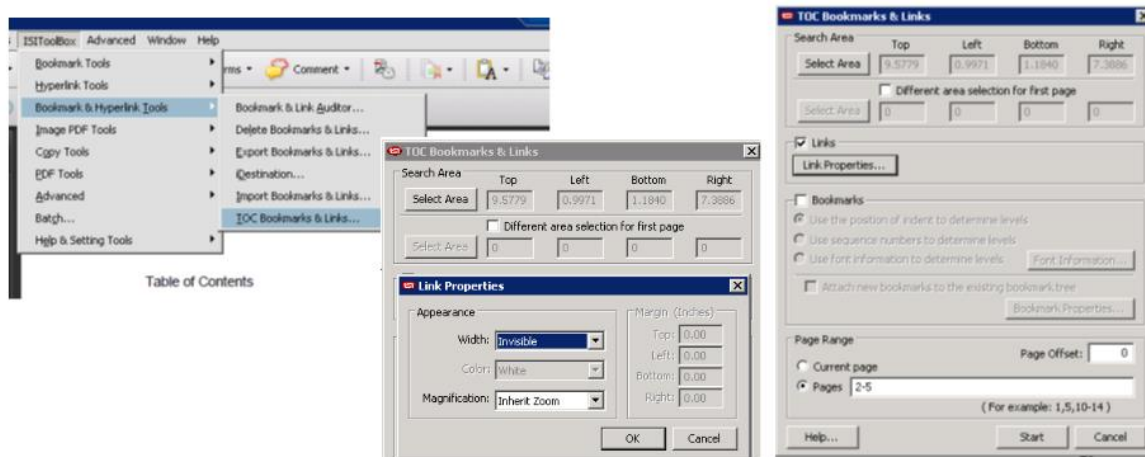 ISIToolBox Advanced Window Help
Bookmark Tools
Hyperlink Tools
Bookmark & Hyperlink Tools
Image PDF Tools
Copy Tools
PDF Tools
Advanced
Batch...
Help & Setting Tools
rms Comment
Bookmark & Link Auditor...
Delete Bookmarks & Links...
Export Bookmarks & Links...
Destination...
Import Bookmarks & Links...
TOC Bookmarks & Links...
Table of Contents
TOC Bookmarks & Links
Search Area
Top Left Bottom Right
Select Area 9.5779 0.9971 1.1840 7.3886
Different area selection for first page
Select Area 0 0 0 0
Link Properties
Appearance
Width: Invisible
Color: White
Magnification: Inherit Zoom
Margin (Inches)
Top: 0.00
Left: 0.00
Bottom: 0.00
Right: 0.00
OK Cancel
TOC Bookmarks & Links
Search Area
Top Left Bottom Right
Select Area 9.5779 0.9971 1.1840 7.3886
Different area selection for first page
Select Area 0 0 0 0
Links
Link Properties...
Bookmarks
Use the position of indent to determine levels
Use sequence numbers to determine levels
Use font information to determine levels Font Information...
Attach new bookmarks to the existing bookmark tree
Bookmark Properties...
Page Range
Page Offset: 0
Current page
Pages 2-5
( For example: 1,5,10-14 )
Help... Start Cancel